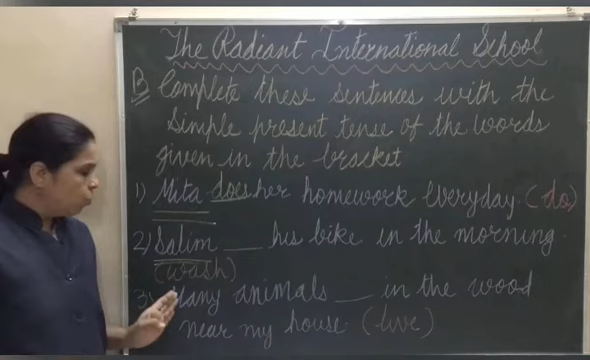 The Radiant International School
B Complete these sentences with the
Simple present tense of the words
given in the bracket
1) Mita does her homework Everyday. (do)
2) Salim ___ his bike in the morning.
(wash)
3) Many animals ___ in the wood
near my house. (live)